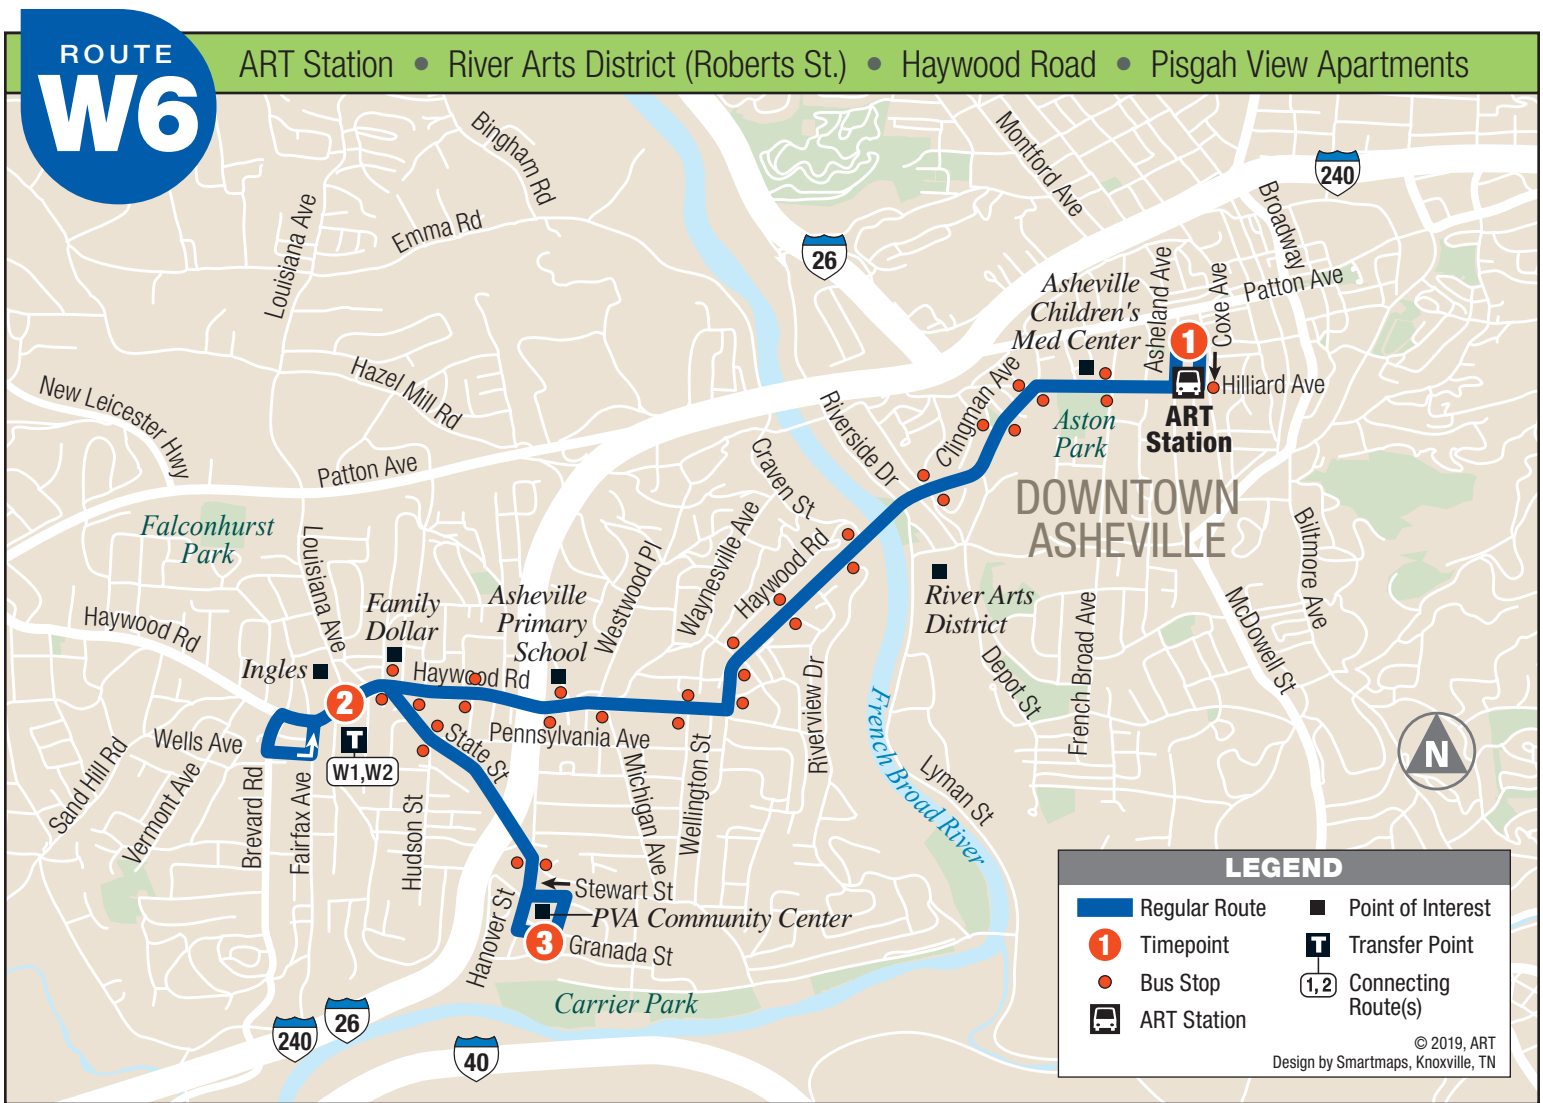 ROUTE
W6
ART Station • River Arts District (Roberts St.) • Haywood Road • Pisgah View Apartments
Bingham Rd
Montford Ave
240
Broadway
Louisiana Ave
Emma Rd
26
Asheland Ave
Coxe Ave
Patton Ave
Asheville
Children's
Med Center
1
Hilliard Ave
ART
Station
Aston
Park
Clingman Ave
Riverside Dr
New Leicester Hwy
Hazel Mill Rd
Patton Ave
Craven St
DOWNTOWN
ASHEVILLE
Falconhurst
Park
Louisiana Ave
Biltmore Ave
Haywood Rd
Waynesville Ave
Westwood Pl
Asheville
Primary
School
Family
Dollar
River Arts
District
French Broad Ave
McDowell St
Haywood Rd
Ingles
Haywood Rd
2
T
W1,W2
State St
Pennsylvania Ave
Riverview Dr
Depot St
Wells Ave
Sand Hill Rd
Vermont Ave
Brevard Rd
Fairfax Ave
Hudson St
Michigan Ave
Wellington St
French Broad River
Lyman St
N
Stewart St
PVA Community Center
Hanover St
3
Granada St
Carrier Park
240
26
40
LEGEND
Regular Route
1
Timepoint
Bus Stop
ART Station
Point of Interest
T
Transfer Point
1, 2
Connecting
Route(s)
© 2019, ART
Design by Smartmaps, Knoxville, TN